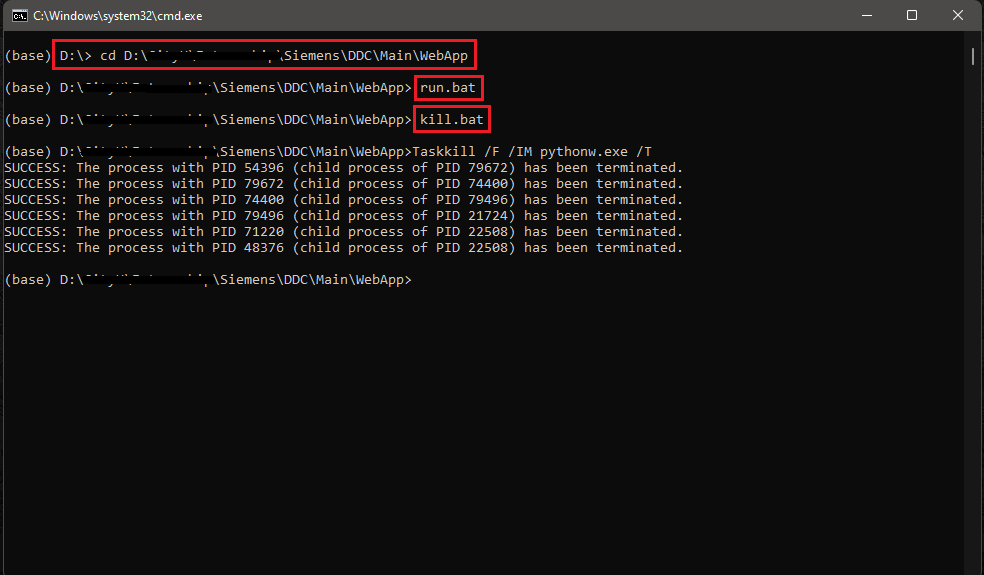 C:\Windows\system32\cmd.exe
(base) D:\> cd D:\ \Siemens\DDC\Main\WebApp
(base) D:\ \Siemens\DDC\Main\WebApp> run.bat
(base) D:\ \Siemens\DDC\Main\WebApp> kill.bat
(base) D:\ \Siemens\DDC\Main\WebApp>Taskkill /F /IM pythonw.exe /T
SUCCESS: The process with PID 54396 (child process of PID 79672) has been terminated.
SUCCESS: The process with PID 79672 (child process of PID 74400) has been terminated.
SUCCESS: The process with PID 74400 (child process of PID 79496) has been terminated.
SUCCESS: The process with PID 79496 (child process of PID 21724) has been terminated.
SUCCESS: The process with PID 71220 (child process of PID 22508) has been terminated.
SUCCESS: The process with PID 48376 (child process of PID 22508) has been terminated.
(base) D:\ \Siemens\DDC\Main\WebApp>